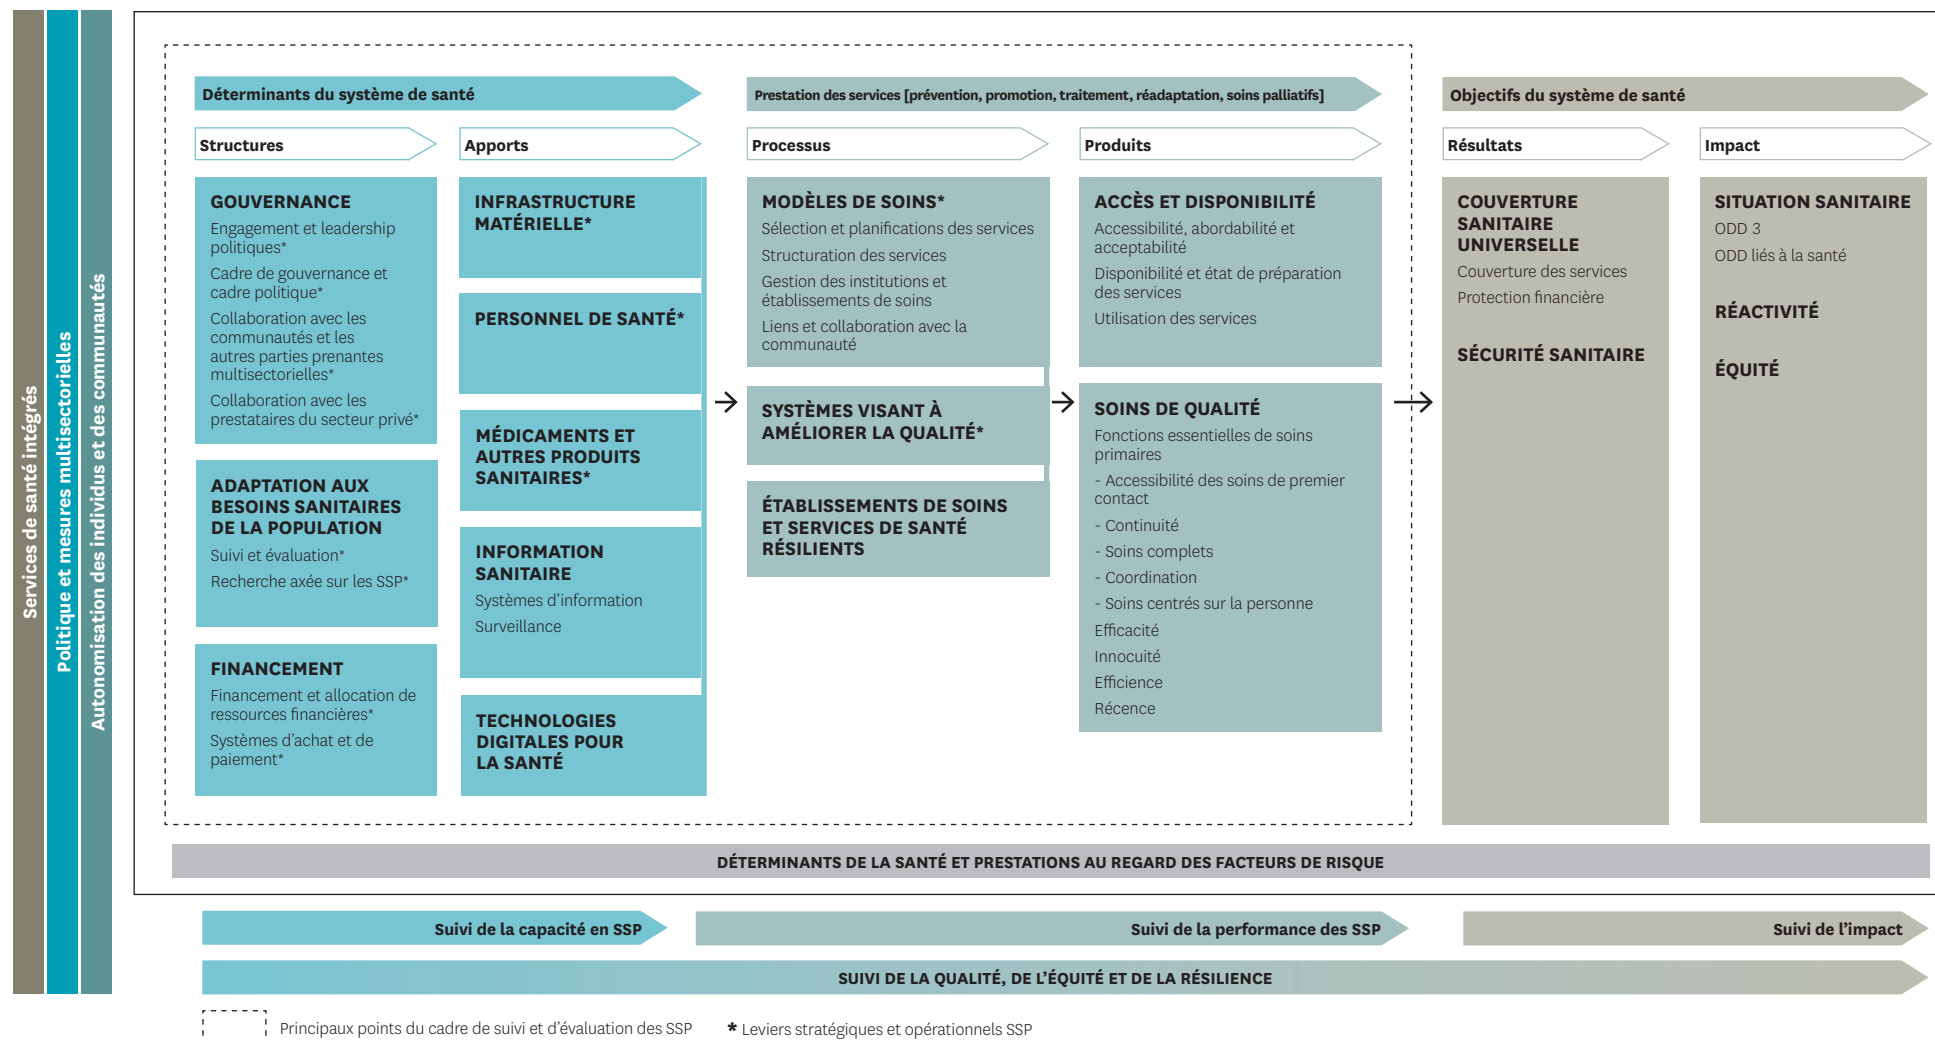 Services de santé intégrés
Politique et mesures multisectorielles
Autonomisation des individus et des communautés
Déterminants du système de santé
Structures
GOUVERNANCE
Engagement et leadership
politiques*
Cadre de gouvernance et
cadre politique*
Collaboration avec les
communautés et les
autres parties prenantes
multisectorielles*
Collaboration avec les
prestataires du secteur privé*
ADAPTATION AUX
BESOINS SANITAIRES
DE LA POPULATION
Suivi et évaluation*
Recherche axée sur les SSP*
FINANCEMENT
Financement et allocation de
ressources financières*
Systèmes d'achat et de
paiement*
Apports
INFRASTRUCTURE
MATÉRIELLE*
PERSONNEL DE SANTÉ*
MÉDICAMENTS ET
AUTRES PRODUITS
SANITAIRES*
INFORMATION
SANITAIRE
Systèmes d'information
Surveillance
TECHNOLOGIES
DIGITALES POUR
LA SANTÉ
Prestation des services [prévention, promotion, traitement, réadaptation, soins palliatifs]
Processus
MODÈLES DE SOINS*
Sélection et planifications des services
Structuration des services
Gestion des institutions et
établissements de soins
Liens et collaboration avec la
communauté
SYSTÈMES VISANT À
AMÉLIORER LA QUALITÉ*
ÉTABLISSEMENTS DE SOINS
ET SERVICES DE SANTÉ
RÉSILIENTS
Produits
ACCÈS ET DISPONIBILITÉ
Accessibilité, abordabilité et
acceptabilité
Disponibilité et état de préparation
des services
Utilisation des services
SOINS DE QUALITÉ
Fonctions essentielles de soins
primaires
- Accessibilité des soins de premier
contact
- Continuité
- Soins complets
- Coordination
- Soins centrés sur la personne
Efficacité
Innocuité
Efficience
Récence
Objectifs du système de santé
Résultats
COUVERTURE
SANITAIRE
UNIVERSELLE
Couverture des services
Protection financière
SÉCURITÉ SANITAIRE
Impact
SITUATION SANITAIRE
ODD 3
ODD liés à la santé
RÉACTIVITÉ
ÉQUITÉ
DÉTERMINANTS DE LA SANTÉ ET PRESTATIONS AU REGARD DES FACTEURS DE RISQUE
Suivi de la capacité en SSP
Suivi de la performance des SSP
Suivi de l'impact
SUIVI DE LA QUALITÉ, DE L'ÉQUITÉ ET DE LA RÉSILIENCE
Principaux points du cadre de suivi et d'évaluation des SSP
* Leviers stratégiques et opérationnels SSP